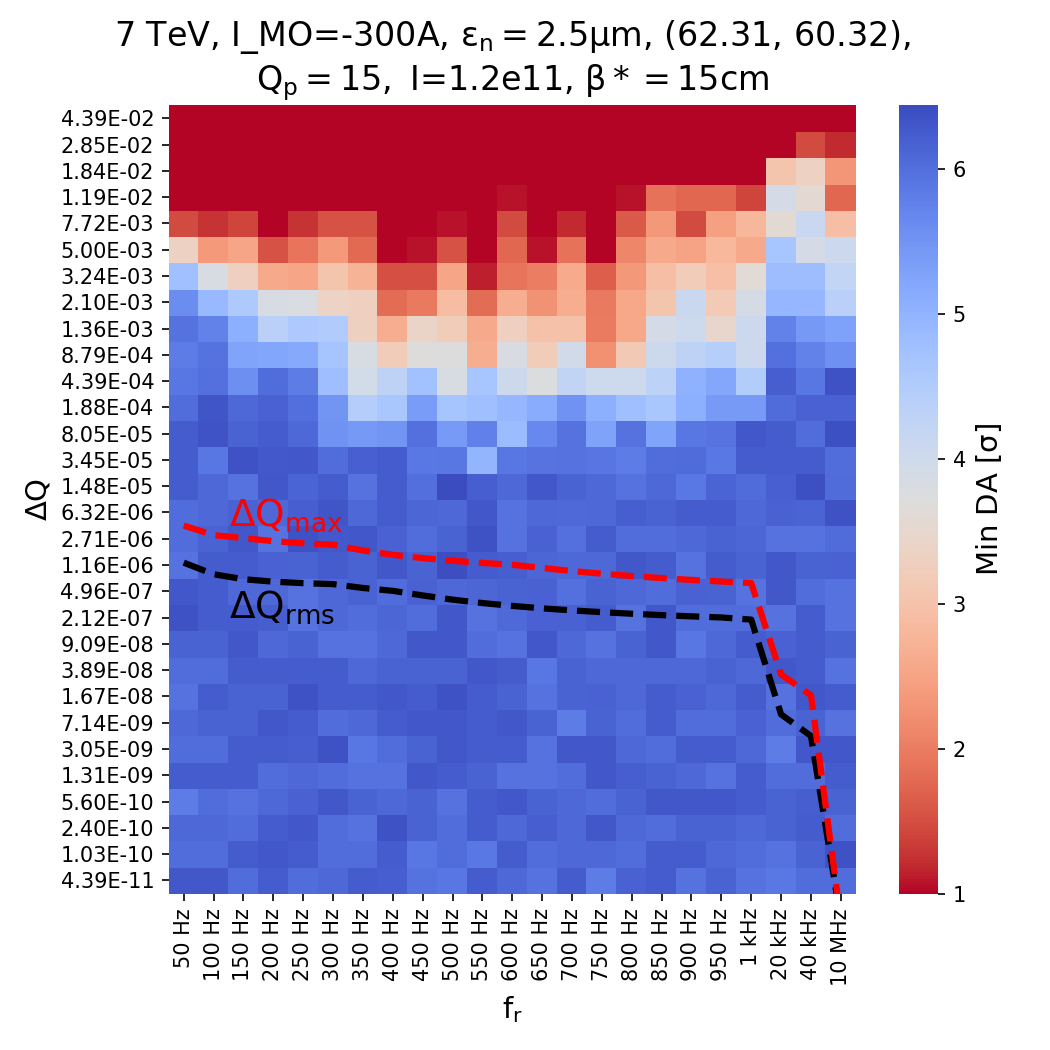 7 TeV, I_MO=-300A, εₙ = 2.5μm, (62.31, 60.32),
Qₚ = 15, I=1.2e11, β* = 15cm
ΔQ
4.39E-02
2.85E-02
1.84E-02
1.19E-02
7.72E-03
5.00E-03
3.24E-03
2.10E-03
1.36E-03
8.79E-04
4.39E-04
1.88E-04
8.05E-05
3.45E-05
1.48E-05
6.32E-06
2.71E-06
1.16E-06
4.96E-07
2.12E-07
9.09E-08
3.89E-08
1.67E-08
7.14E-09
3.05E-09
1.31E-09
5.60E-10
2.40E-10
1.03E-10
4.39E-11
ΔQmax
ΔQrms
50 Hz
100 Hz
150 Hz
200 Hz
250 Hz
300 Hz
350 Hz
400 Hz
450 Hz
500 Hz
550 Hz
600 Hz
650 Hz
700 Hz
750 Hz
800 Hz
850 Hz
900 Hz
950 Hz
1 kHz
20 kHz
40 kHz
10 MHz
fᵣ
6
5
4
3
2
1
Min DA [σ]